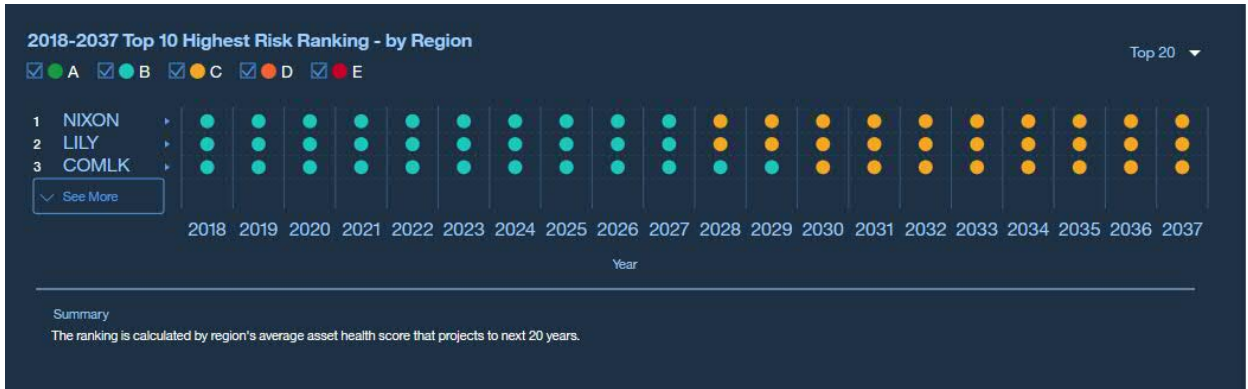 2018-2037 Top 10 Highest Risk Ranking - by Region
Top 20
A B C D E
1 NIXON
2 LILY
3 COMLK
See More
2018 2019 2020 2021 2022 2023 2024 2025 2026 2027 2028 2029 2030 2031 2032 2033 2034 2035 2036 2037
Year
Summary
The ranking is calculated by region's average asset health score that projects to next 20 years.